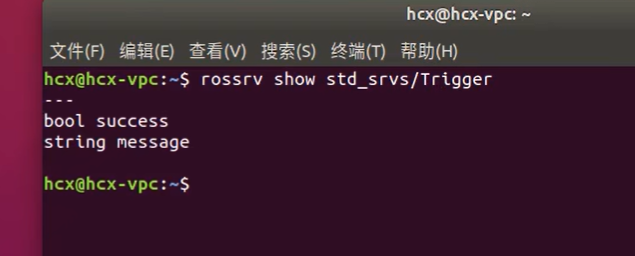 hcx@hcx-vpc: ~
文件(F) 编辑(E) 查看(V) 搜索(S) 终端(T) 帮助(H)
hcx@hcx-vpc:~$ rossrv show std_srvs/Trigger
---
bool success
string message
hcx@hcx-vpc:~$